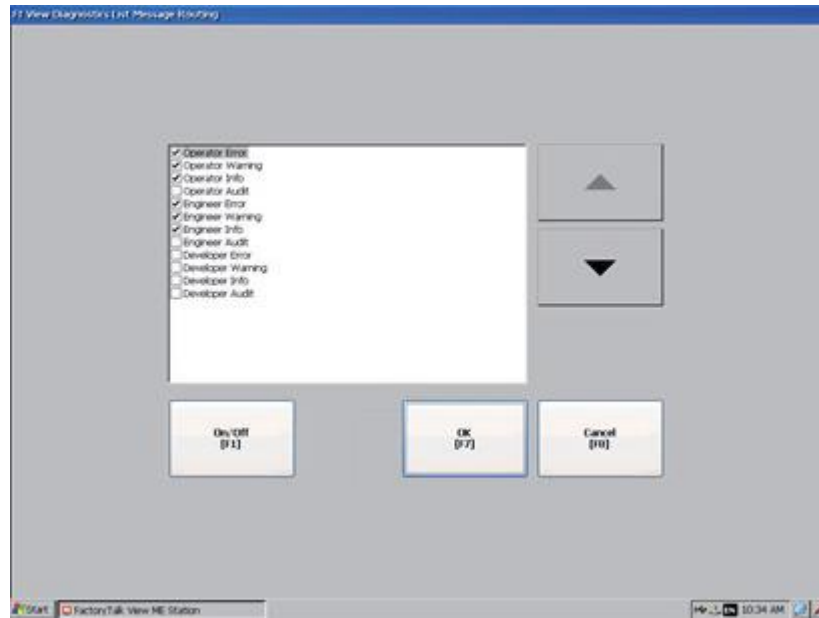 FT View Diagnostics List Message Routing
Operator Error
Operator Warning
Operator Info
Operator Audit
Engineer Error
Engineer Warning
Engineer Info
Engineer Audit
Developer Error
Developer Warning
Developer Info
Developer Audit
On/Off
[F1]
OK
[F7]
Cancel
[F8]
Start
FactoryTalk View ME Station
EN
10:34 AM